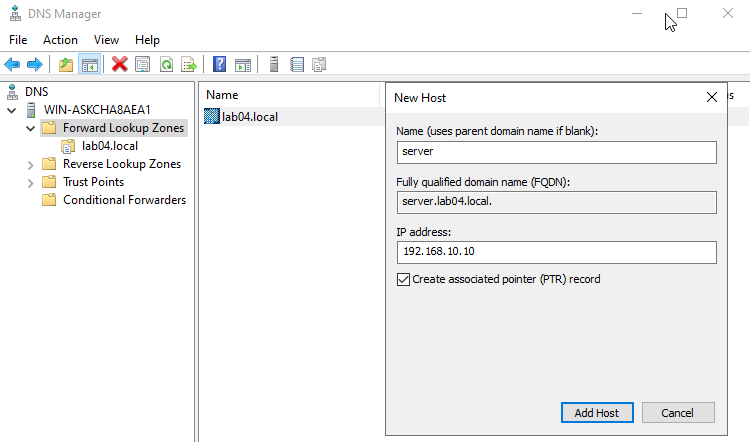 DNS Manager
File Action View Help
DNS
WIN-ASKCHA8AEA1
Forward Lookup Zones
lab04.local
Reverse Lookup Zones
Trust Points
Conditional Forwarders
Name
lab04.local
New Host
Name (uses parent domain name if blank):
server
Fully qualified domain name (FQDN):
server.lab04.local.
IP address:
192.168.10.10
Create associated pointer (PTR) record
Add Host Cancel